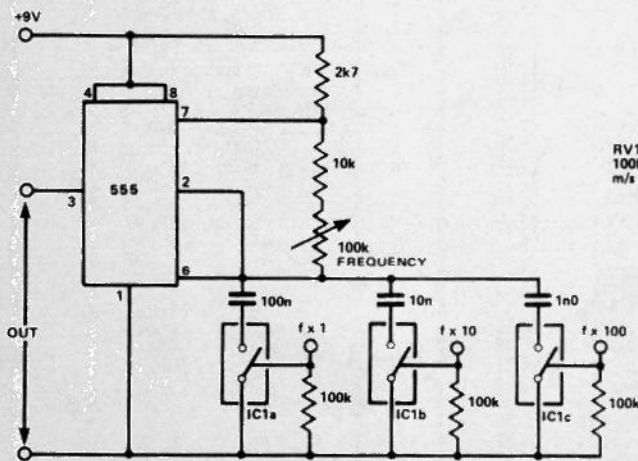 +9V
2k7
4
8
7
10k
RV1
100k
m/s
2
3
555
100k
FREQUENCY
6
1
OUT
100n
10n
1n0
f x 1
f x 10
f x 100
100k
100k
100k
IC1a
IC1b
IC1c